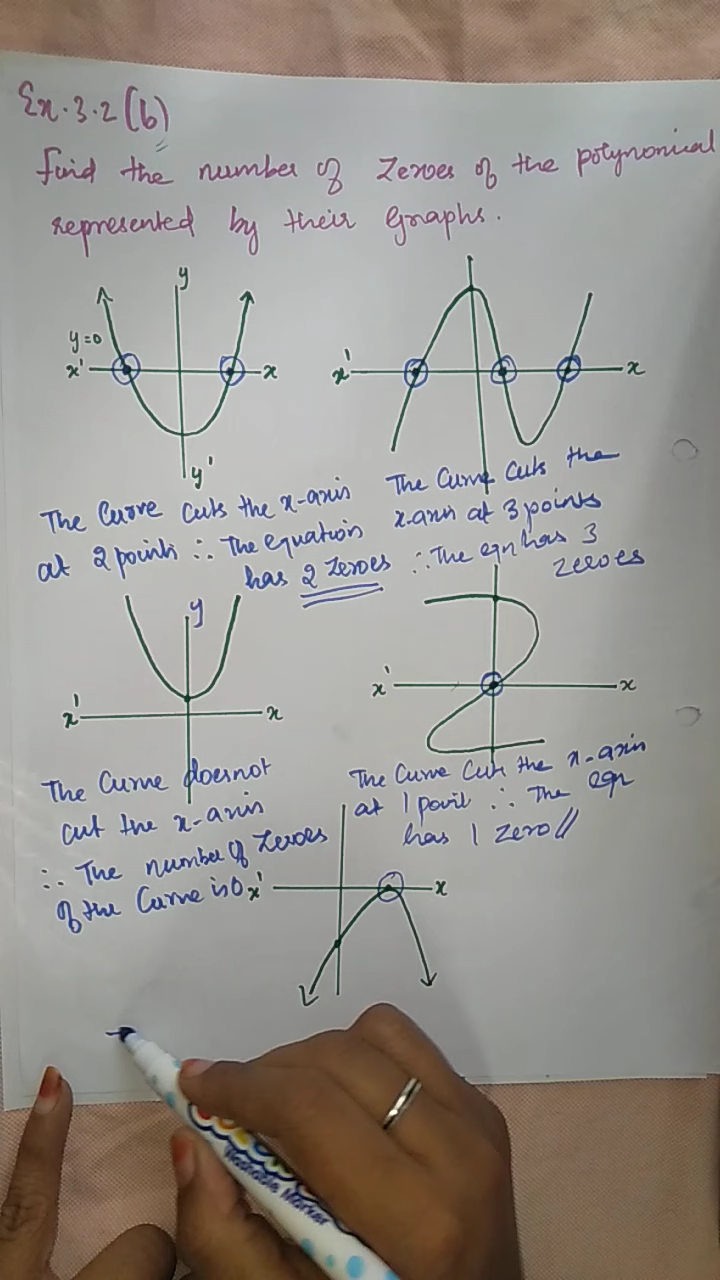 Ex.3.2(b)
Find the number of Zeroes of the polynomical
represented by their Graphs.
y
y=0
x'
x
y'
x'
x
The Curve Cuts the x-axis
at 2 points ∴ The equation
has 2 Zeroes
The Curve Cuts the
x-axis at 3 points
∴ The eqn has 3
zeroes
y
x'
x
x'
x
The Curve doesnot
cut the x-axis
∴ The number of Zeroes
of the Curve is 0
The Curve Cuts the x-axis
at 1 point ∴ The eqn
has 1 Zero//
x'
x
Washable Marker